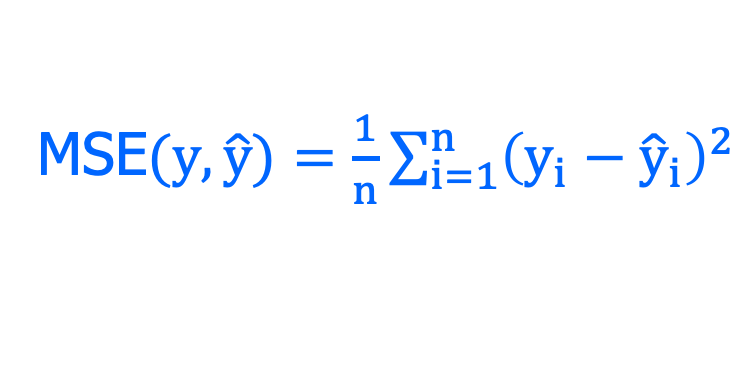 MSE(y, ŷ) = 1/n ∑ⁿᵢ₌₁(yᵢ − ŷᵢ)²